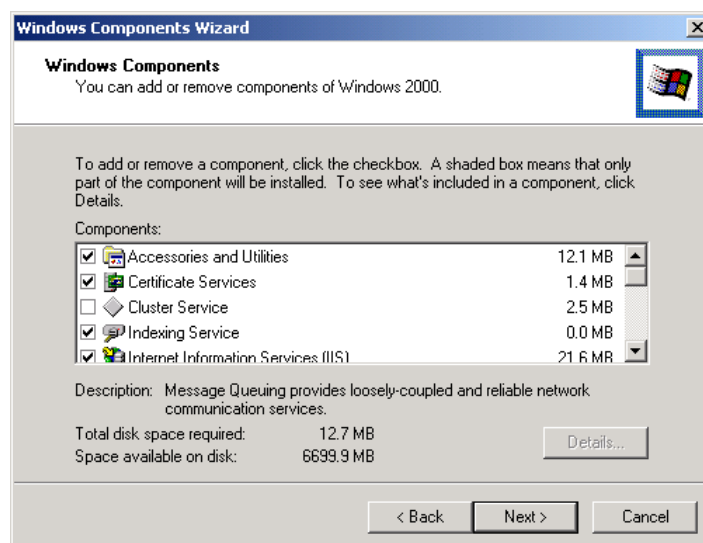 Windows Components Wizard
Windows Components
You can add or remove components of Windows 2000.
To add or remove a component, click the checkbox. A shaded box means that only
part of the component will be installed. To see what's included in a component, click
Details.
Components:
Accessories and Utilities 12.1 MB
Certificate Services 1.4 MB
Cluster Service 2.5 MB
Indexing Service 0.0 MB
Internet Information Services (IIS) 21.6 MB
Description: Message Queuing provides loosely-coupled and reliable network
communication services.
Total disk space required: 12.7 MB
Space available on disk: 6699.9 MB
Details...
< Back Next > Cancel